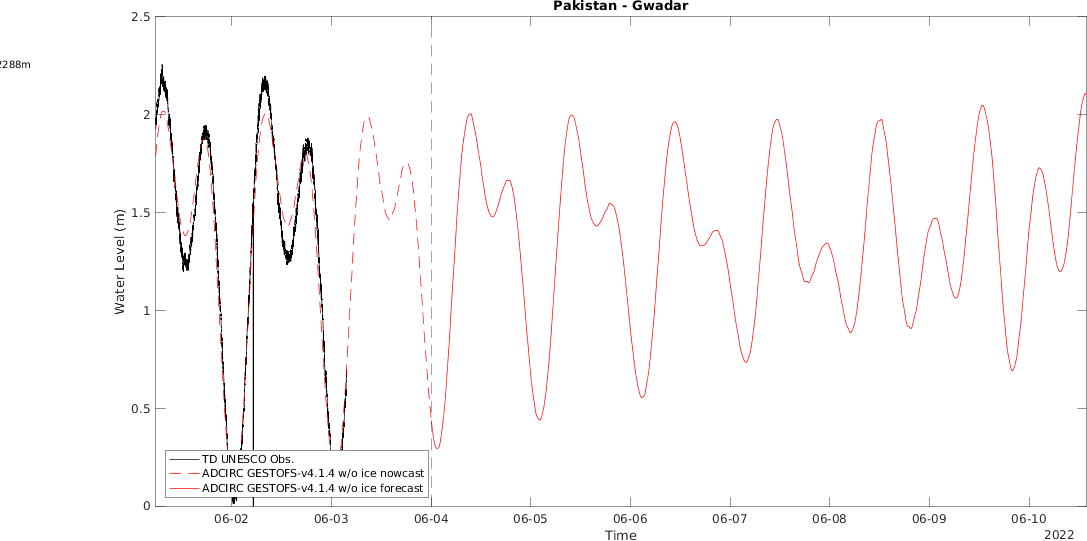 Pakistan - Gwadar
2288m
2.5
2
1.5
1
0.5
0
Water Level (m)
TD UNESCO Obs.
ADCIRC GESTOFS-v4.1.4 w/o ice nowcast
ADCIRC GESTOFS-v4.1.4 w/o ice forecast
06-02 06-03 06-04 06-05 06-06 06-07 06-08 06-09 06-10
Time
2022